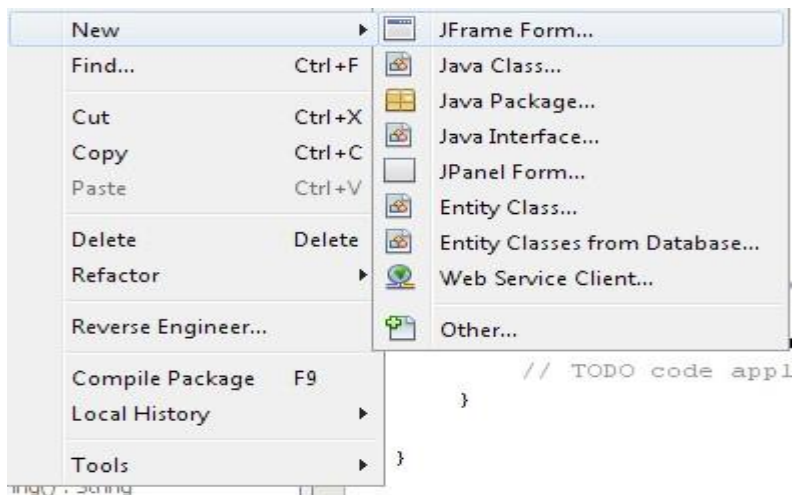 New
Find... Ctrl+F
Cut Ctrl+X
Copy Ctrl+C
Paste Ctrl+V
Delete Delete
Refactor
Reverse Engineer...
Compile Package F9
Local History
Tools
JFrame Form...
Java Class...
Java Package...
Java Interface...
JPanel Form...
Entity Class...
Entity Classes from Database...
Web Service Client...
Other...
// TODO code appl
}
}